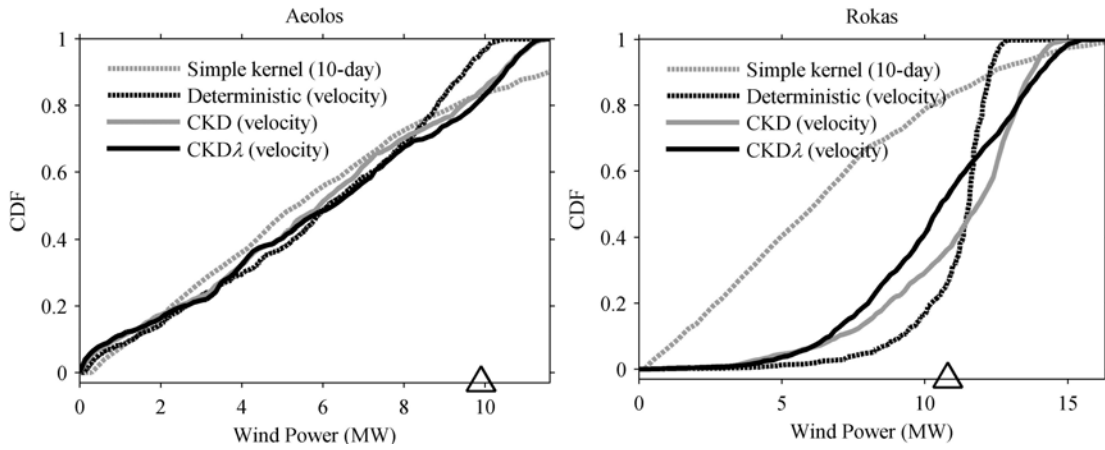 Aeolos
1
0.8
0.6
0.4
0.2
0
CDF
Simple kernel (10-day)
Deterministic (velocity)
CKD (velocity)
CKDλ (velocity)
0 2 4 6 8 10
Wind Power (MW)
Rokas
1
0.8
0.6
0.4
0.2
0
CDF
Simple kernel (10-day)
Deterministic (velocity)
CKD (velocity)
CKDλ (velocity)
0 5 10 15
Wind Power (MW)